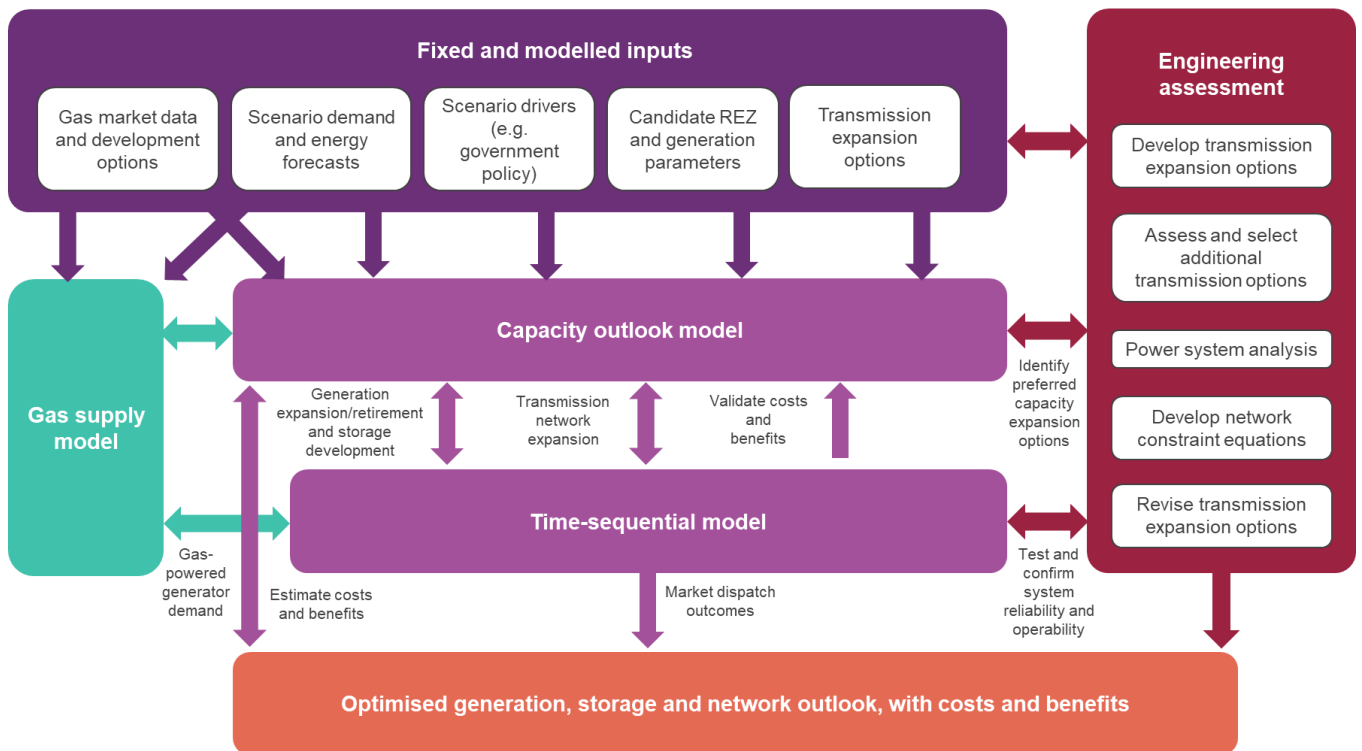 Fixed and modelled inputs
Gas market data
and development
options
Scenario demand
and energy
forecasts
Scenario drivers
(e.g.
government
policy)
Candidate REZ
and generation
parameters
Transmission
expansion
options
Engineering
assessment
Develop transmission
expansion options
Assess and select
additional
transmission options
Power system analysis
Develop network
constraint equations
Revise transmission
expansion options
Gas supply
model
Capacity outlook model
Generation
expansion/retirement
and storage
development
Transmission
network
expansion
Validate costs
and
benefits
Identify
preferred
capacity
expansion
options
Time-sequential model
Gas-
powered
generator
demand
Estimate costs
and benefits
Market dispatch
outcomes
Test and
confirm
system
reliability and
operability
Optimised generation, storage and network outlook, with costs and benefits